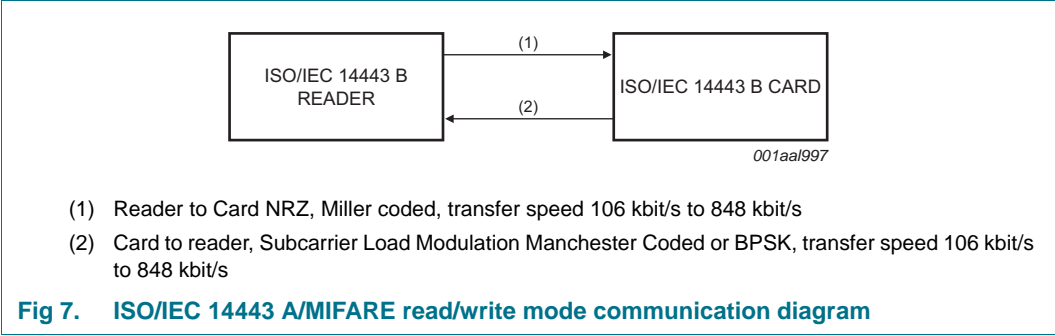 (1)
ISO/IEC 14443 B
READER
ISO/IEC 14443 B CARD
(2)
001aal997
(1) Reader to Card NRZ, Miller coded, transfer speed 106 kbit/s to 848 kbit/s
(2) Card to reader, Subcarrier Load Modulation Manchester Coded or BPSK, transfer speed 106 kbit/s
to 848 kbit/s
Fig 7. ISO/IEC 14443 A/MIFARE read/write mode communication diagram